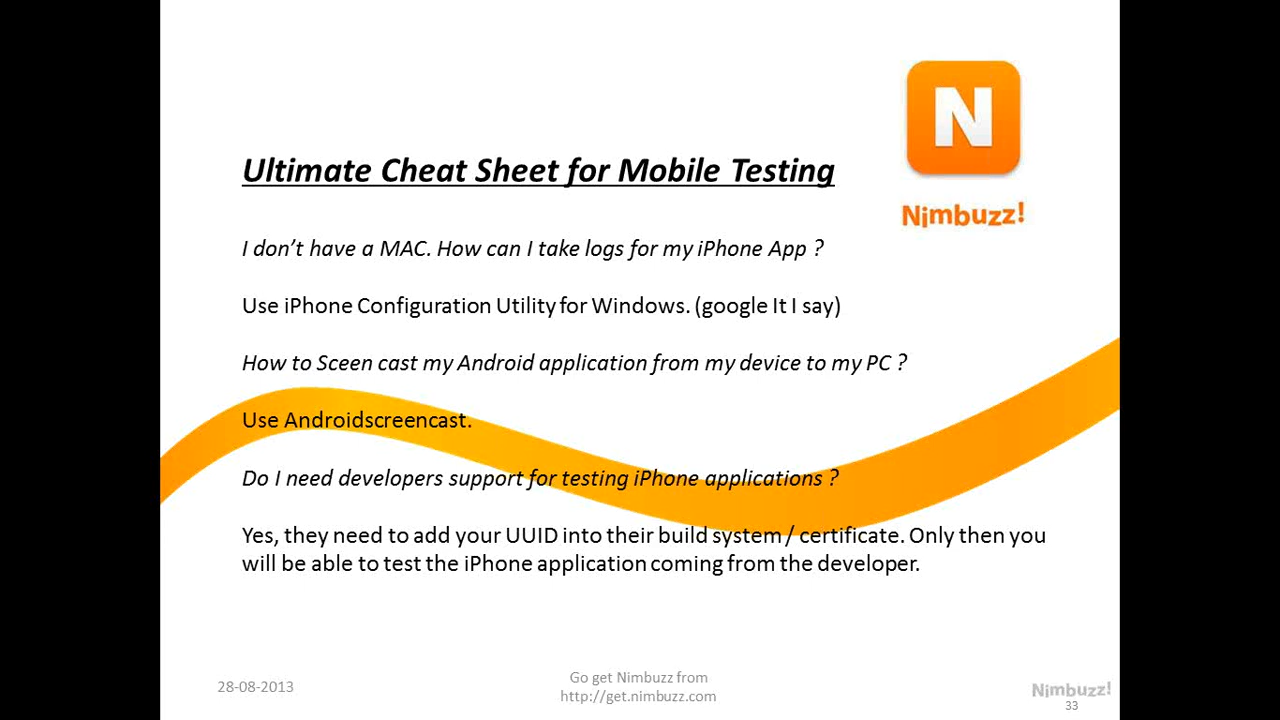 N
Nimbuzz!
Ultimate Cheat Sheet for Mobile Testing
I don’t have a MAC. How can I take logs for my iPhone App ?
Use iPhone Configuration Utility for Windows. (google It I say)
How to Sceen cast my Android application from my device to my PC ?
Use Androidscreencast.
Do I need developers support for testing iPhone applications ?
Yes, they need to add your UUID into their build system / certificate. Only then you
will be able to test the iPhone application coming from the developer.
28-08-2013
Go get Nimbuzz from
http://get.nimbuzz.com
Nimbuzz!
33